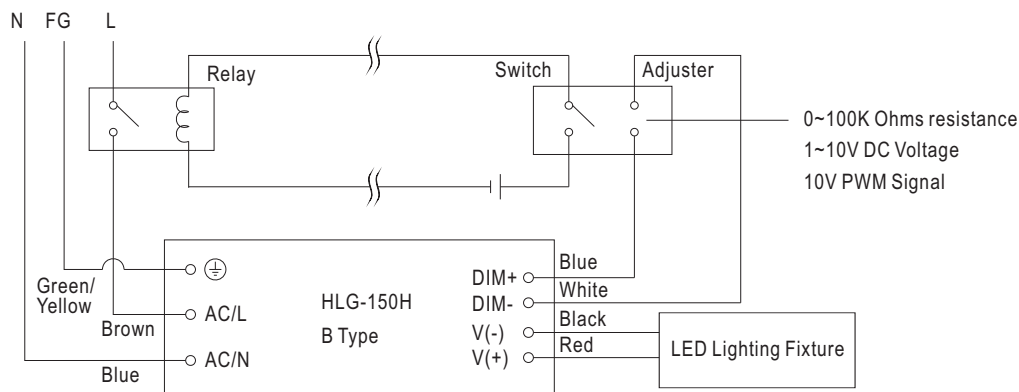 N FG L
Relay
Switch
Adjuster
0~100K Ohms resistance
1~10V DC Voltage
10V PWM Signal
Green/
Yellow
Brown
Blue
AC/L
AC/N
HLG-150H
B Type
DIM+
DIM-
V(-)
V(+)
Blue
White
Black
Red
LED Lighting Fixture